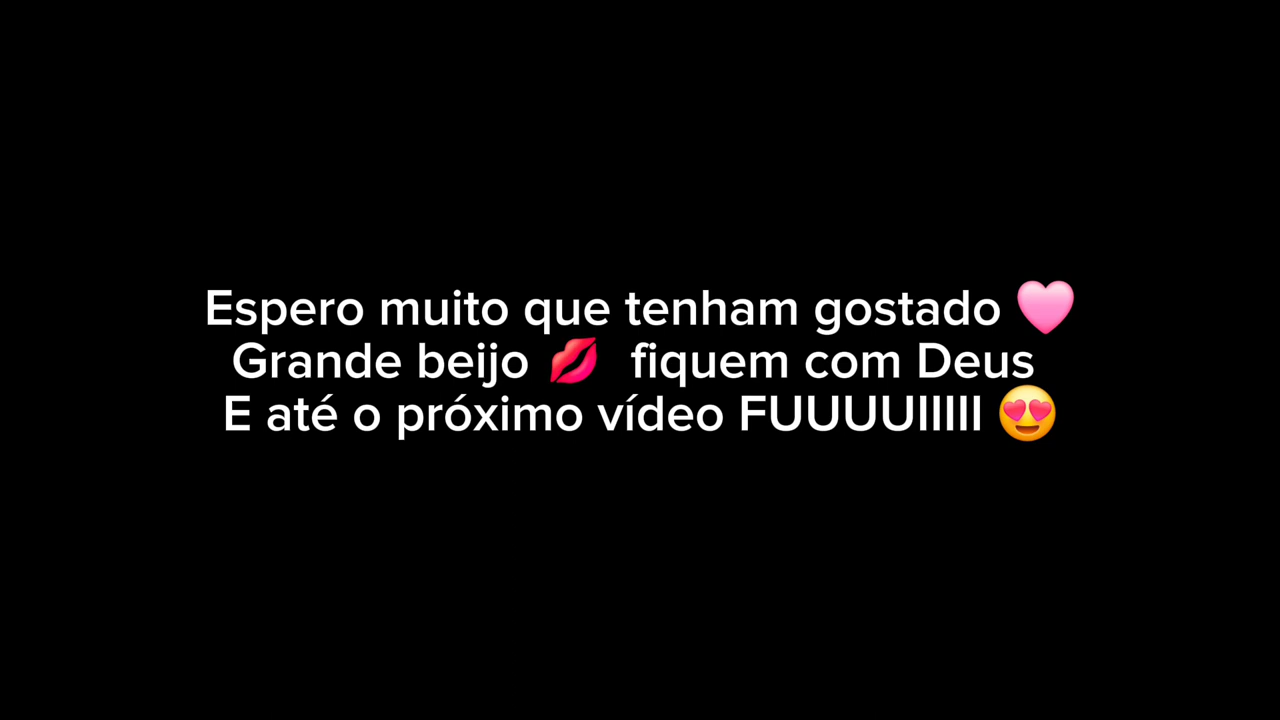 Espero muito que tenham gostado 🩷
Grande beijo 💋 fiquem com Deus
E até o próximo vídeo FUUUUIIIII 😍